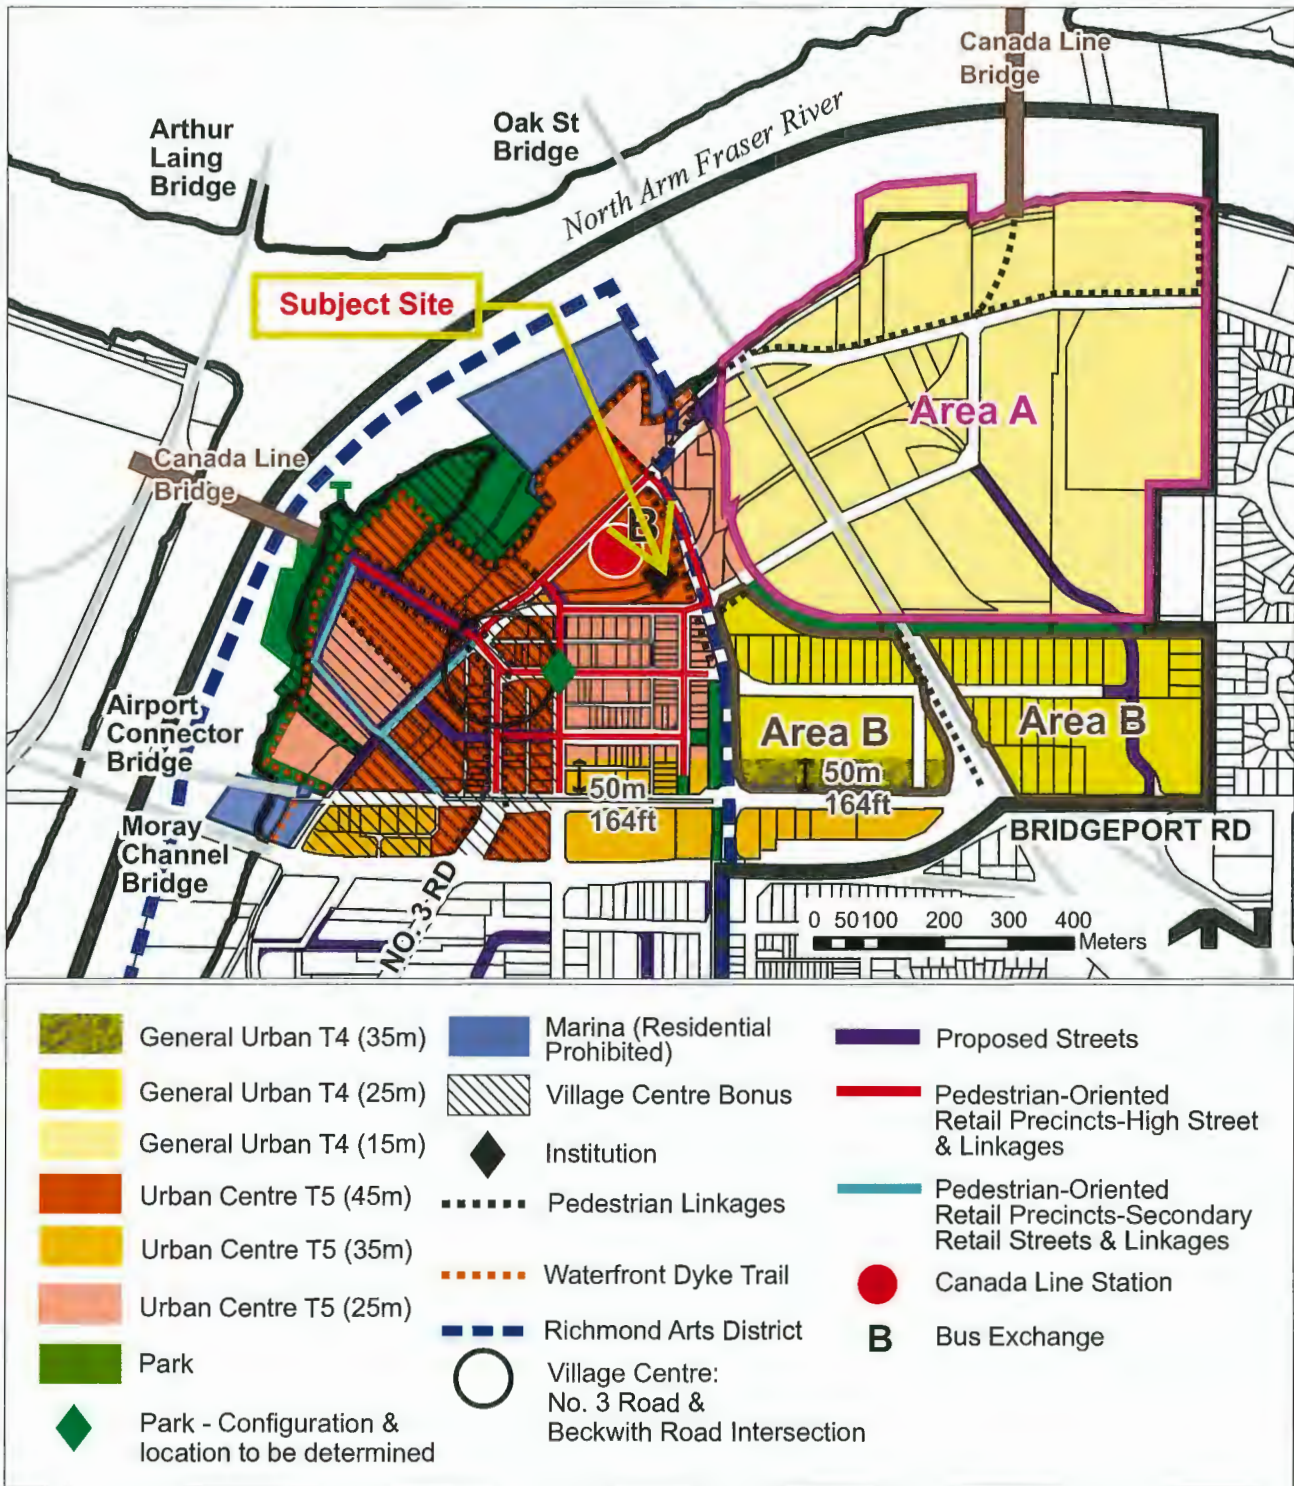 Canada Line
Bridge
Arthur
Laing
Bridge
Oak St
Bridge
North Arm Fraser River
Subject Site
Area A
Canada Line
Bridge
B
Airport
Connector
Bridge
Area B
Area B
50m
164ft
50m
164ft
Moray
Channel
Bridge
BRIDGEPORT RD
NO. 3 RD
0 50 100 200 300 400
Meters
General Urban T4 (35m)
General Urban T4 (25m)
General Urban T4 (15m)
Urban Centre T5 (45m)
Urban Centre T5 (35m)
Urban Centre T5 (25m)
Park
Park - Configuration &
location to be determined
Marina (Residential
Prohibited)
Village Centre Bonus
Institution
Pedestrian Linkages
Waterfront Dyke Trail
Richmond Arts District
Village Centre:
No. 3 Road &
Beckwith Road Intersection
Proposed Streets
Pedestrian-Oriented
Retail Precincts-High Street
& Linkages
Pedestrian-Oriented
Retail Precincts-Secondary
Retail Streets & Linkages
Canada Line Station
B Bus Exchange